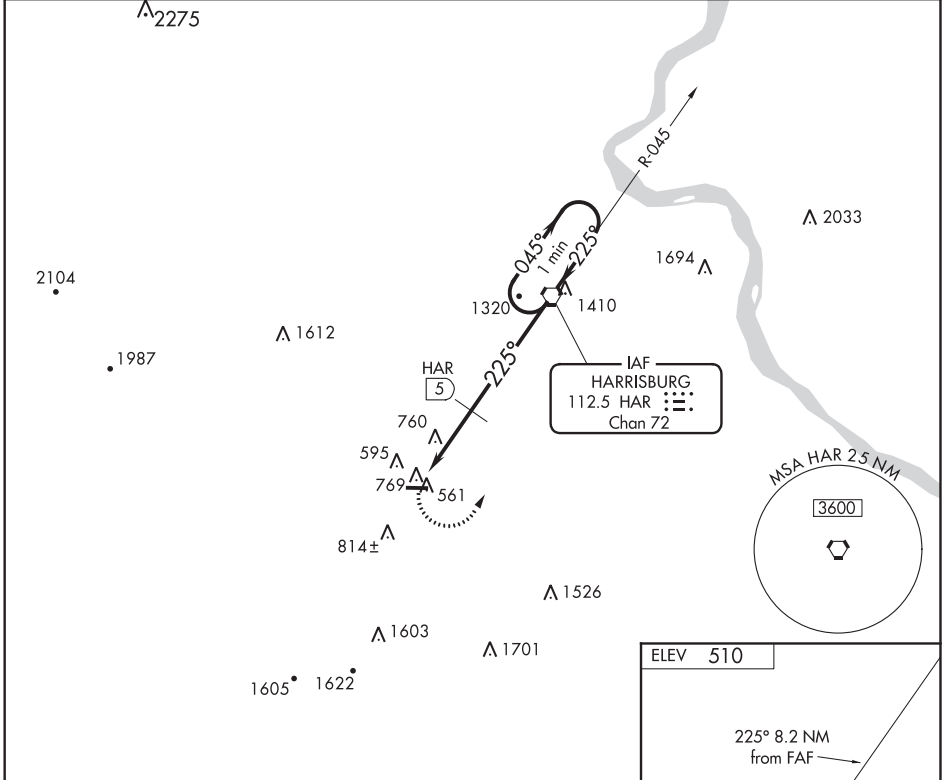 2275
R-045
2033
045°
1 min
225°
1694
2104
1320
1410
1612
1987
225°
IAF
HARRISBURG
112.5 HAR
Chan 72
HAR
5
760
595
769
561
MSA HAR 25 NM
3600
814±
1526
1603
1701
1605
1622
ELEV 510
225° 8.2 NM
from FAF